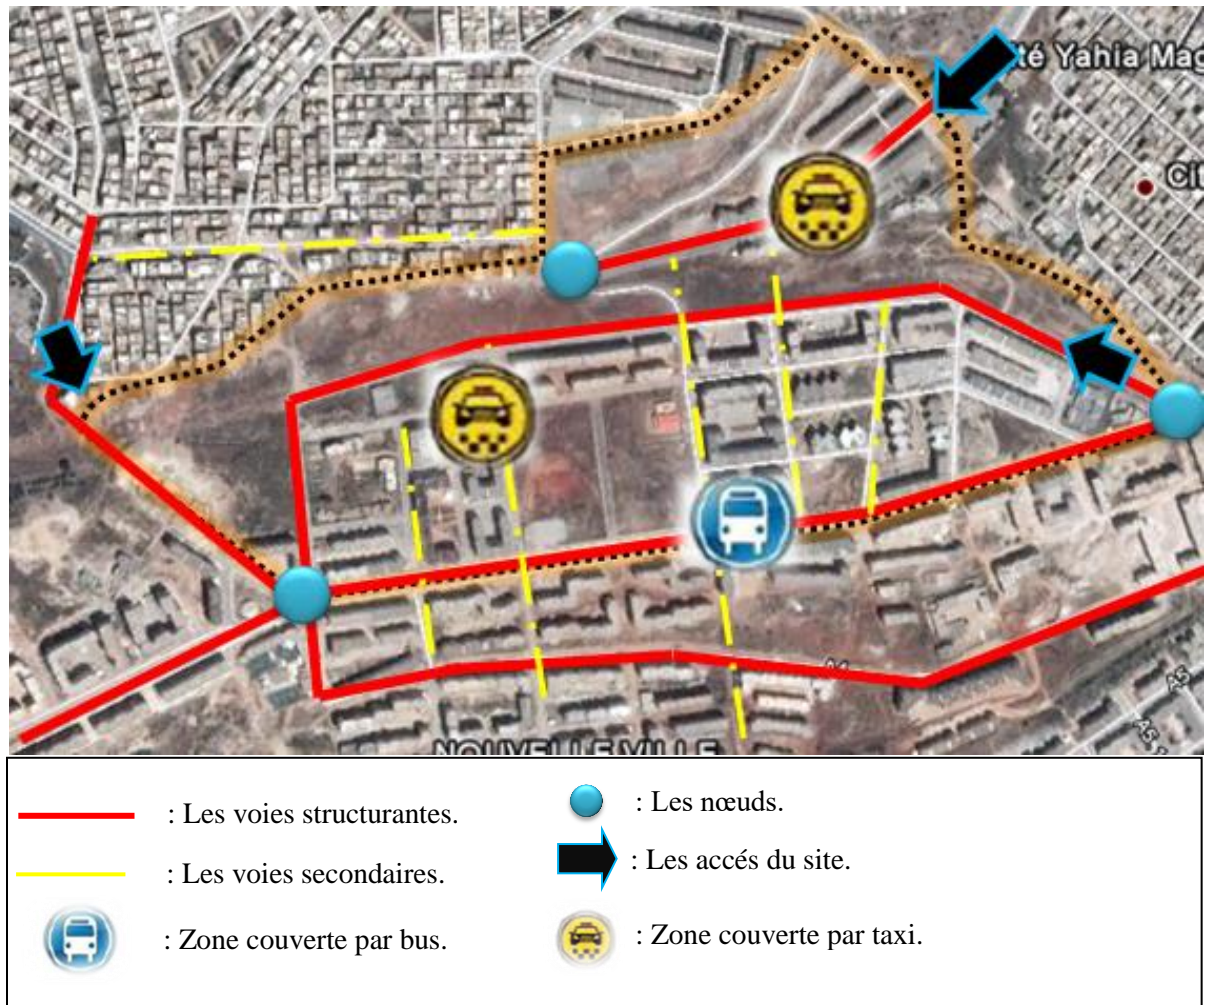 té Yahia Mag
Cit
NOUVELLE VILLE
: Les voies structurantes.
: Les nœuds.
: Les voies secondaires.
: Les accés du site.
: Zone couverte par bus.
: Zone couverte par taxi.